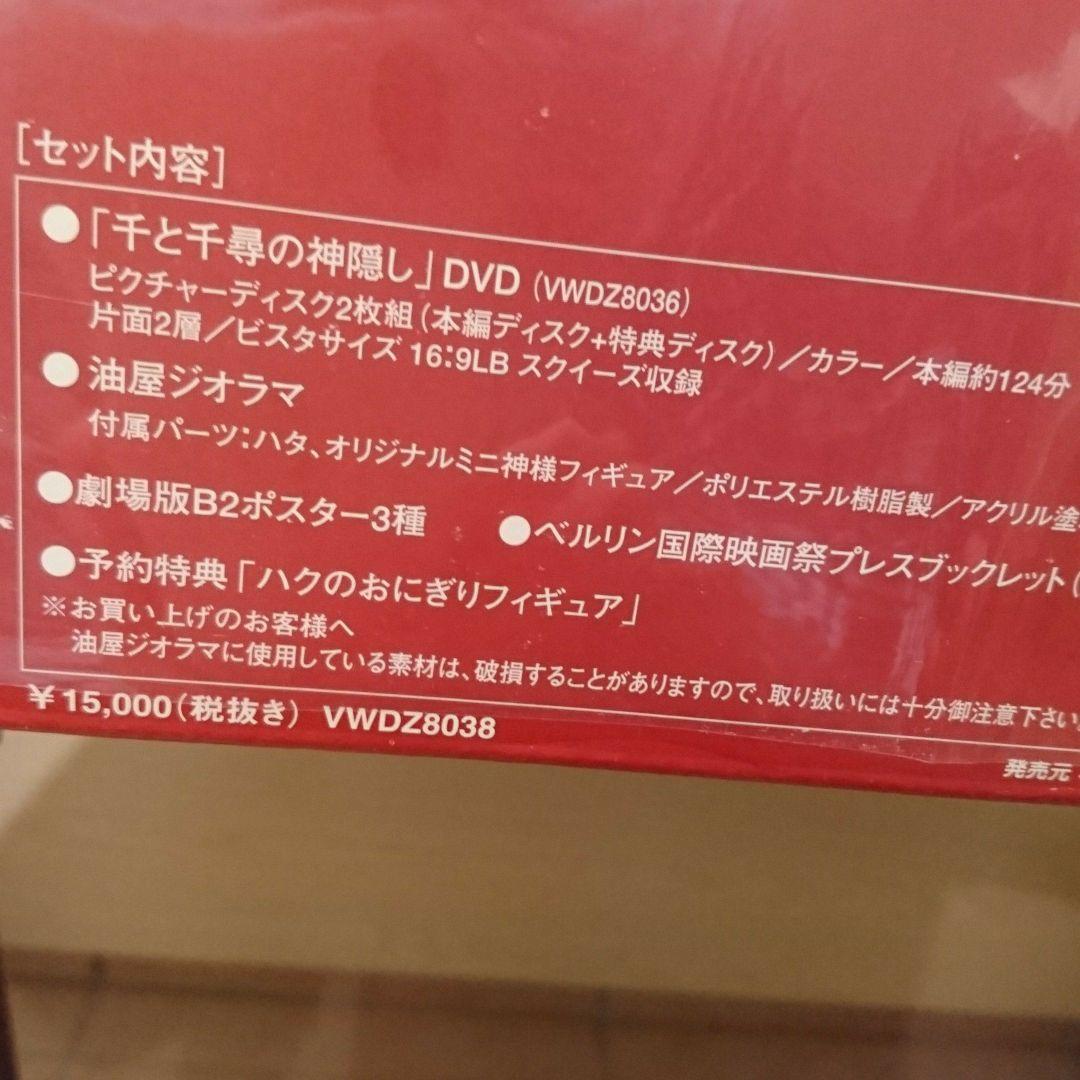 [セット内容]
●「千と千尋の神隠し」DVD (VWDZ8036)
ピクチャーディスク2枚組(本編ディスク+特典ディスク)／カラー／本編約124分
片面2層／ビスタサイズ 16:9LB スクイーズ収録
●油屋ジオラマ
付属パーツ:ハタ、オリジナルミニ神様フィギュア／ポリエステル樹脂製／アクリル塗
●劇場版B2ポスター3種 ●ベルリン国際映画祭プレスブックレット(
●予約特典「ハクのおにぎりフィギュア」
※お買い上げのお客様へ
油屋ジオラマに使用している素材は、破損することがありますので、取り扱いには十分御注意下さい。
￥15,000(税抜き) VWDZ8038
発売元